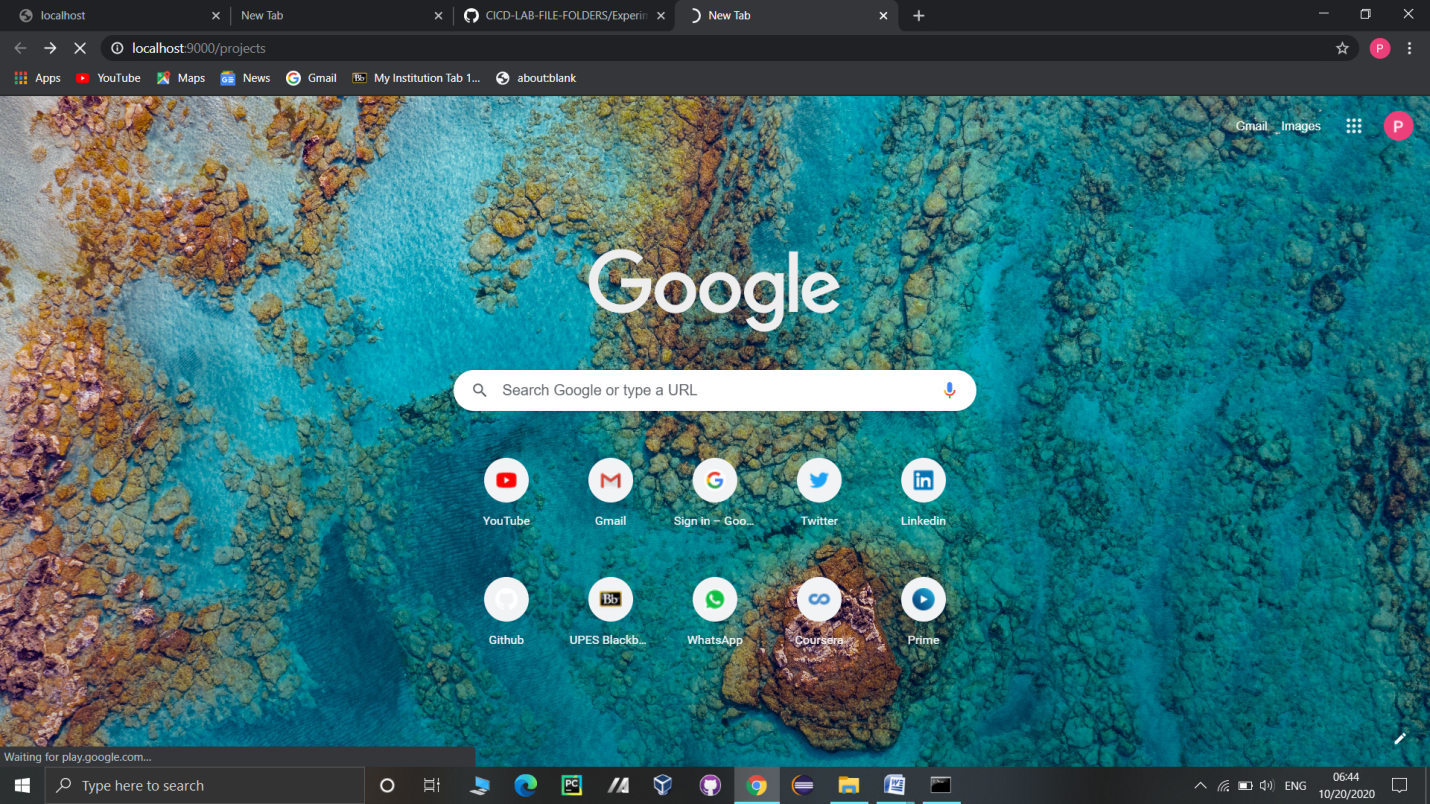 localhost
New Tab
CICD-LAB-FILE-FOLDERS/Experin
New Tab
localhost:9000/projects
P
Apps
YouTube
Maps
News
Gmail
My Institution Tab 1...
about:blank
Gmail
Images
P
Google
Search Google or type a URL
YouTube
Gmail
Sign in – Goo...
Twitter
Linkedin
Github
UPES Blackb...
WhatsApp
Coursera
Prime
Waiting for play.google.com...
Type here to search
ENG
06:44
10/20/2020